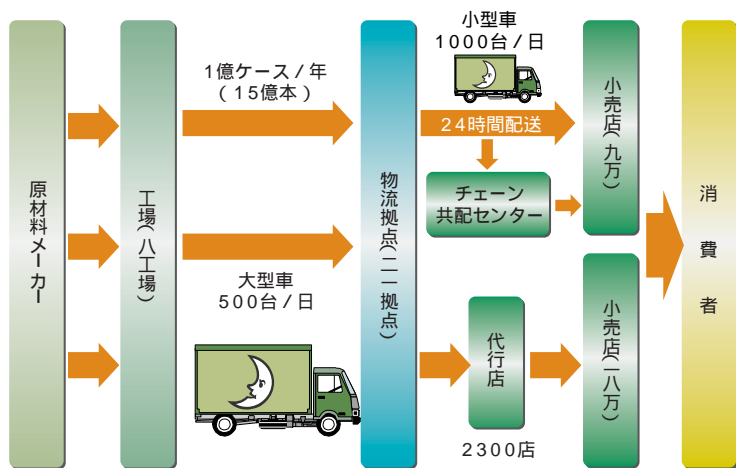 原材料メーカー
工場(八工場)
1億ケース/年
(15億本)
大型車
500台/日
物流拠点(二一拠点)
小型車
1000台/日
24時間配送
チェーン
共配センター
代行店
2300店
小売店(九万)
小売店(一八万)
消費者